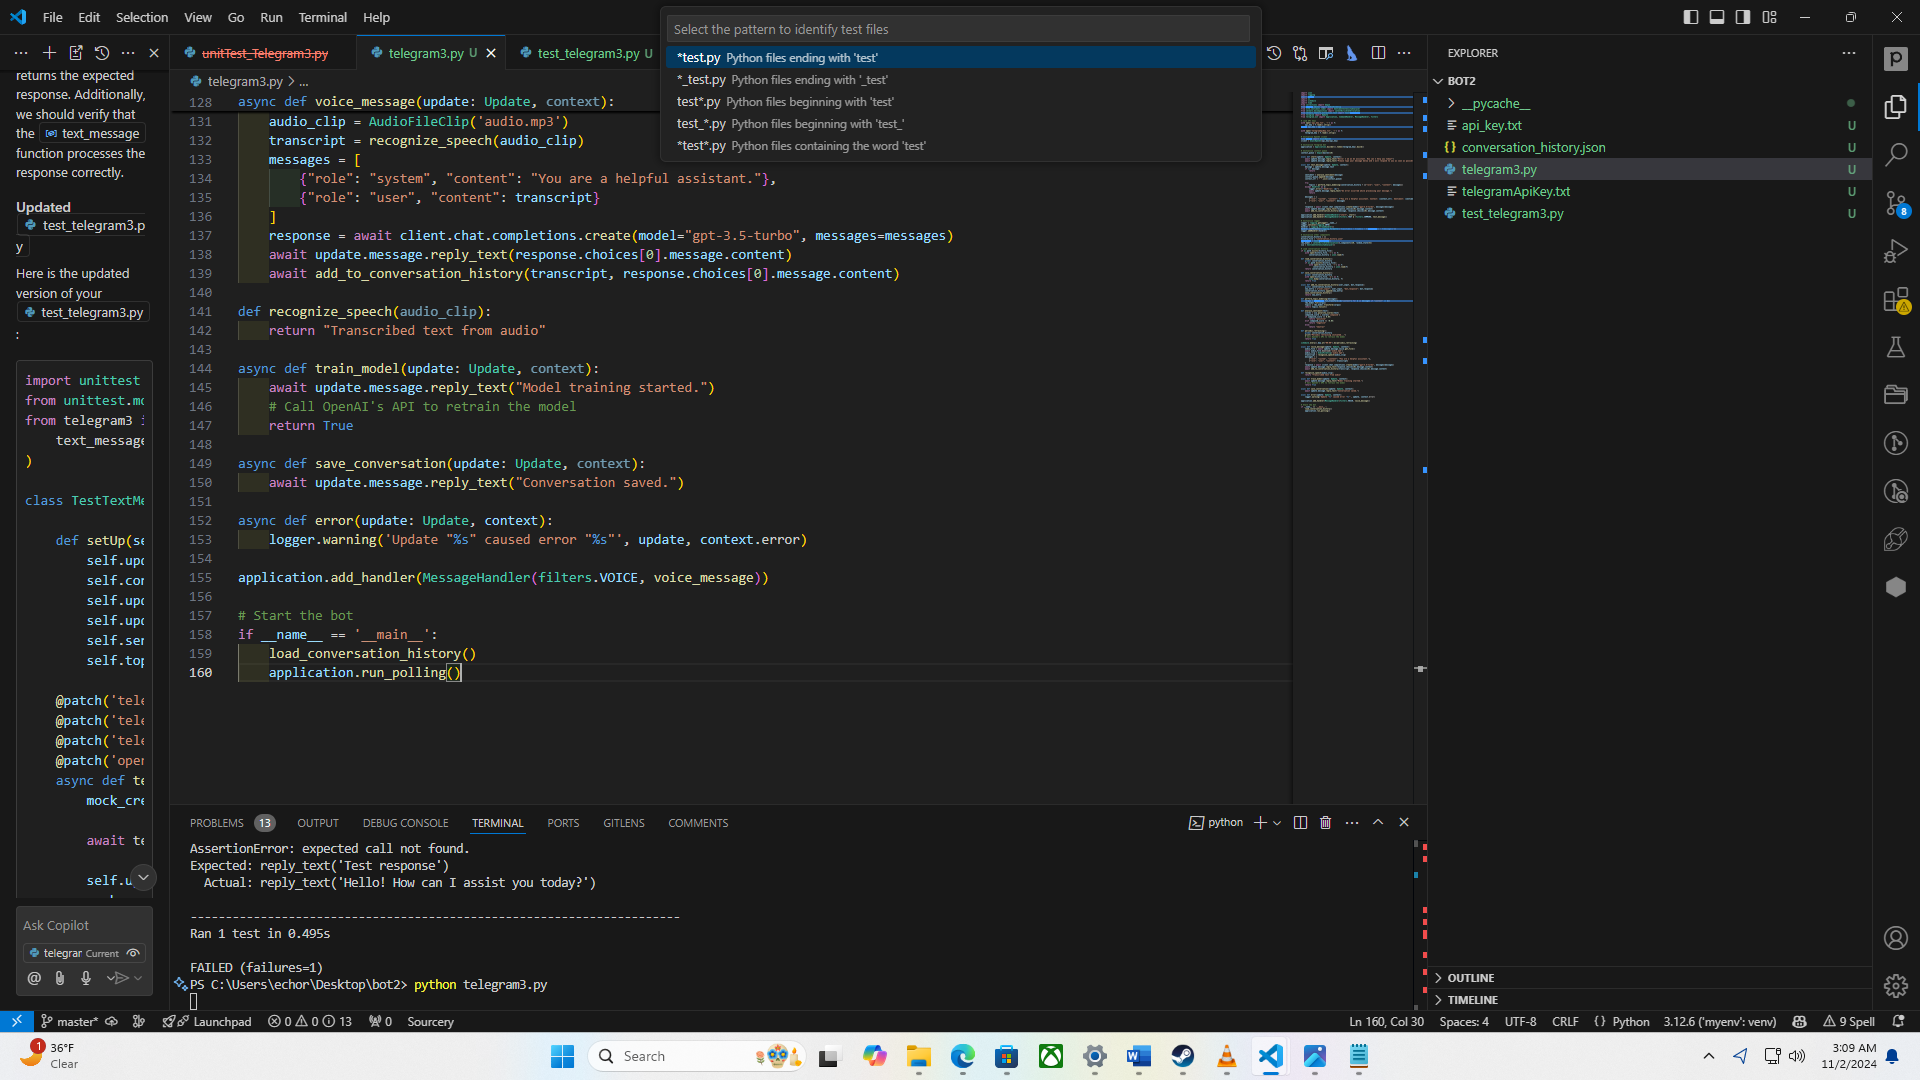 File Edit Selection View Go Run Terminal Help
Select the pattern to identify test files
*test.py Python files ending with 'test'
*_test.py Python files ending with '_test'
test*.py Python files beginning with 'test'
test_*.py Python files beginning with 'test_'
*test*.py Python files containing the word 'test'
returns the expected
response. Additionally,
we should verify that
the text_message
function processes the
response correctly.
Updated
test_telegram3.p
y
Here is the updated
version of your
test_telegram3.py
:
import unittest
from unittest.mo
from telegram3 i
text_message
)
class TestTextMe
def setUp(se
self.upd
self.con
self.upd
self.upd
self.ser
self.top
@patch('tele
@patch('tele
@patch('tele
@patch('open
async def te
mock_cre
await te
self.u
Ask Copilot
telegrar Current
unitTest_Telegram3.py
telegram3.py U
test_telegram3.py U
telegram3.py > ...
128 async def voice_message(update: Update, context):
131 audio_clip = AudioFileClip('audio.mp3')
132 transcript = recognize_speech(audio_clip)
133 messages = [
134 {"role": "system", "content": "You are a helpful assistant."},
135 {"role": "user", "content": transcript}
136 ]
137 response = await client.chat.completions.create(model="gpt-3.5-turbo", messages=messages)
138 await update.message.reply_text(response.choices[0].message.content)
139 await add_to_conversation_history(transcript, response.choices[0].message.content)
140
141 def recognize_speech(audio_clip):
142 return "Transcribed text from audio"
143
144 async def train_model(update: Update, context):
145 await update.message.reply_text("Model training started.")
146 # Call OpenAI's API to retrain the model
147 return True
148
149 async def save_conversation(update: Update, context):
150 await update.message.reply_text("Conversation saved.")
151
152 async def error(update: Update, context):
153 logger.warning('Update "%s" caused error "%s"', update, context.error)
154
155 application.add_handler(MessageHandler(filters.VOICE, voice_message))
156
157 # Start the bot
158 if __name__ == '__main__':
159 load_conversation_history()
160 application.run_polling()
PROBLEMS 13 OUTPUT DEBUG CONSOLE TERMINAL PORTS GITLENS COMMENTS
python
AssertionError: expected call not found.
Expected: reply_text('Test response')
Actual: reply_text('Hello! How can I assist you today?')
----------------------------------------------------------------------
Ran 1 test in 0.495s
FAILED (failures=1)
PS C:\Users\echor\Desktop\bot2> python telegram3.py
EXPLORER
BOT2
__pycache__
api_key.txt U
conversation_history.json U
telegram3.py U
telegramApiKey.txt U
test_telegram3.py U
OUTLINE
TIMELINE
8
master* Launchpad 0 0 13 0 Sourcery
Ln 160, Col 30 Spaces: 4 UTF-8 CRLF {} Python 3.12.6 ('myenv': venv) 9 Spell
1
36°F
Clear
Search
3:09 AM
11/2/2024